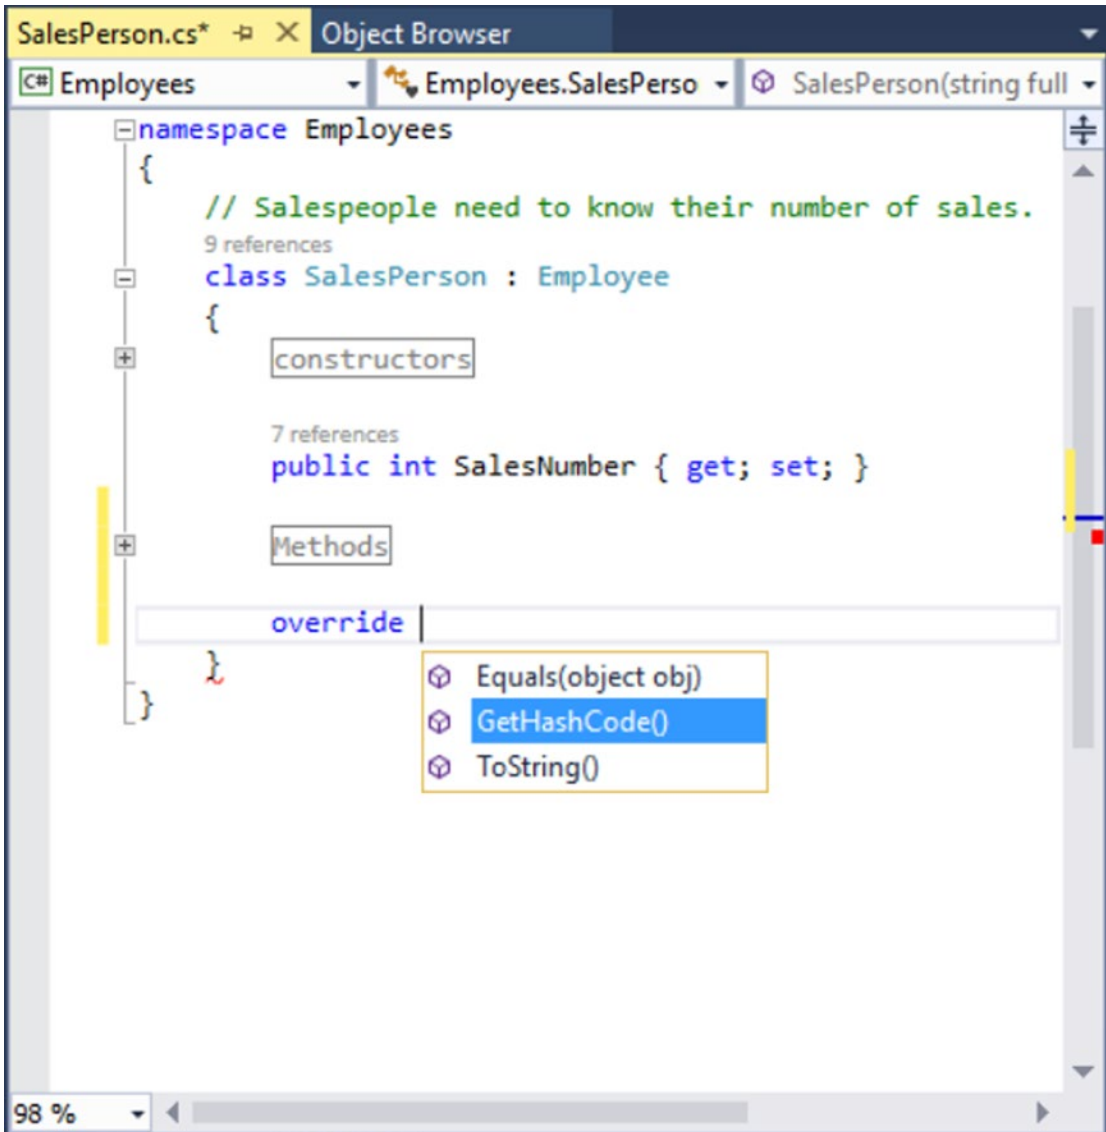 SalesPerson.cs* Object Browser
C# Employees Employees.SalesPerso SalesPerson(string full
namespace Employees
{
// Salespeople need to know their number of sales.
9 references
class SalesPerson : Employee
{
constructors
7 references
public int SalesNumber { get; set; }
Methods
override
}
Equals(object obj)
GetHashCode()
}
ToString()
98 %